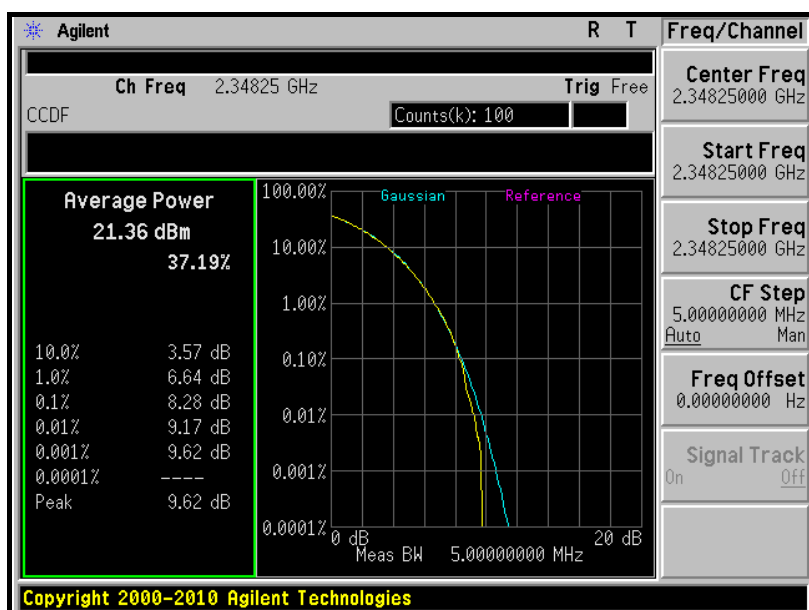 Agilent R T Freq/Channel
Ch Freq 2.34825 GHz Trig Free
CCDF Counts(k): 100
Average Power
21.36 dBm
37.19%
10.0% 3.57 dB
1.0% 6.64 dB
0.1% 8.28 dB
0.01% 9.17 dB
0.001% 9.62 dB
0.0001% ----
Peak 9.62 dB
Gaussian Reference
100.00%
10.00%
1.00%
0.10%
0.01%
0.001%
0.0001%
0 dB 20 dB
Meas BW 5.00000000 MHz
Center Freq
2.34825000 GHz
Start Freq
2.34825000 GHz
Stop Freq
2.34825000 GHz
CF Step
5.00000000 MHz
Auto Man
Freq Offset
0.00000000 Hz
Signal Track
On Off
Copyright 2000-2010 Agilent Technologies